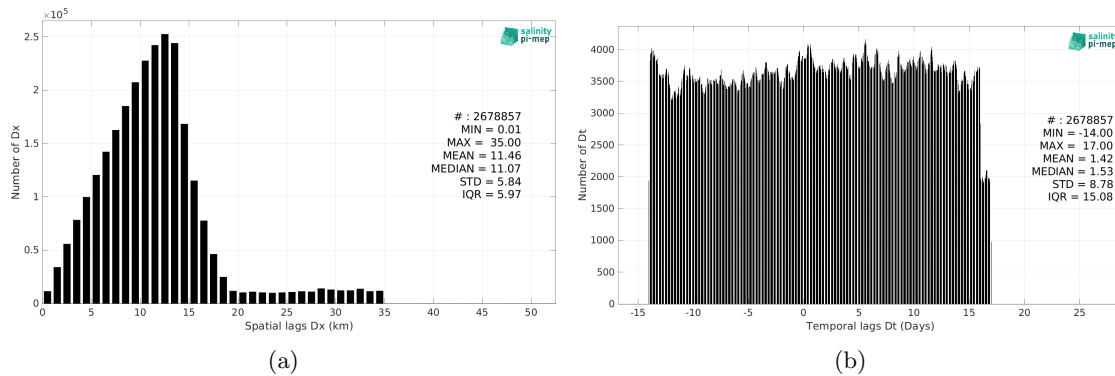 ×10⁵
2.5
2
1.5
1
0.5
0
Number of Dx
0 5 10 15 20 25 30 35 40 45 50
Spatial lags Dx (km)
salinity
pi-mep
# : 2678857
MIN = 0.01
MAX = 35.00
MEAN = 11.46
MEDIAN = 11.07
STD = 5.84
IQR = 5.97
(a)
4000
3500
3000
2500
2000
1500
1000
500
0
Number of Dt
-15 -10 -5 0 5 10 15 20 25
Temporal lags Dt (Days)
salinity
pi-mep
# : 2678857
MIN = -14.00
MAX = 17.00
MEAN = 1.42
MEDIAN = 1.53
STD = 8.78
IQR = 15.08
(b)